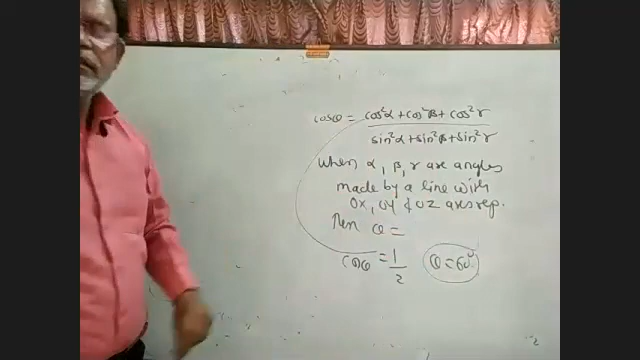 cosθ = cos²α + cos²β + cos²γ
sin²α + sin²β + sin²γ
When α, β, γ are angles
made by a line with
OX, OY & OZ axes resp.
Then θ =
cosθ = 1/2 θ = 60°